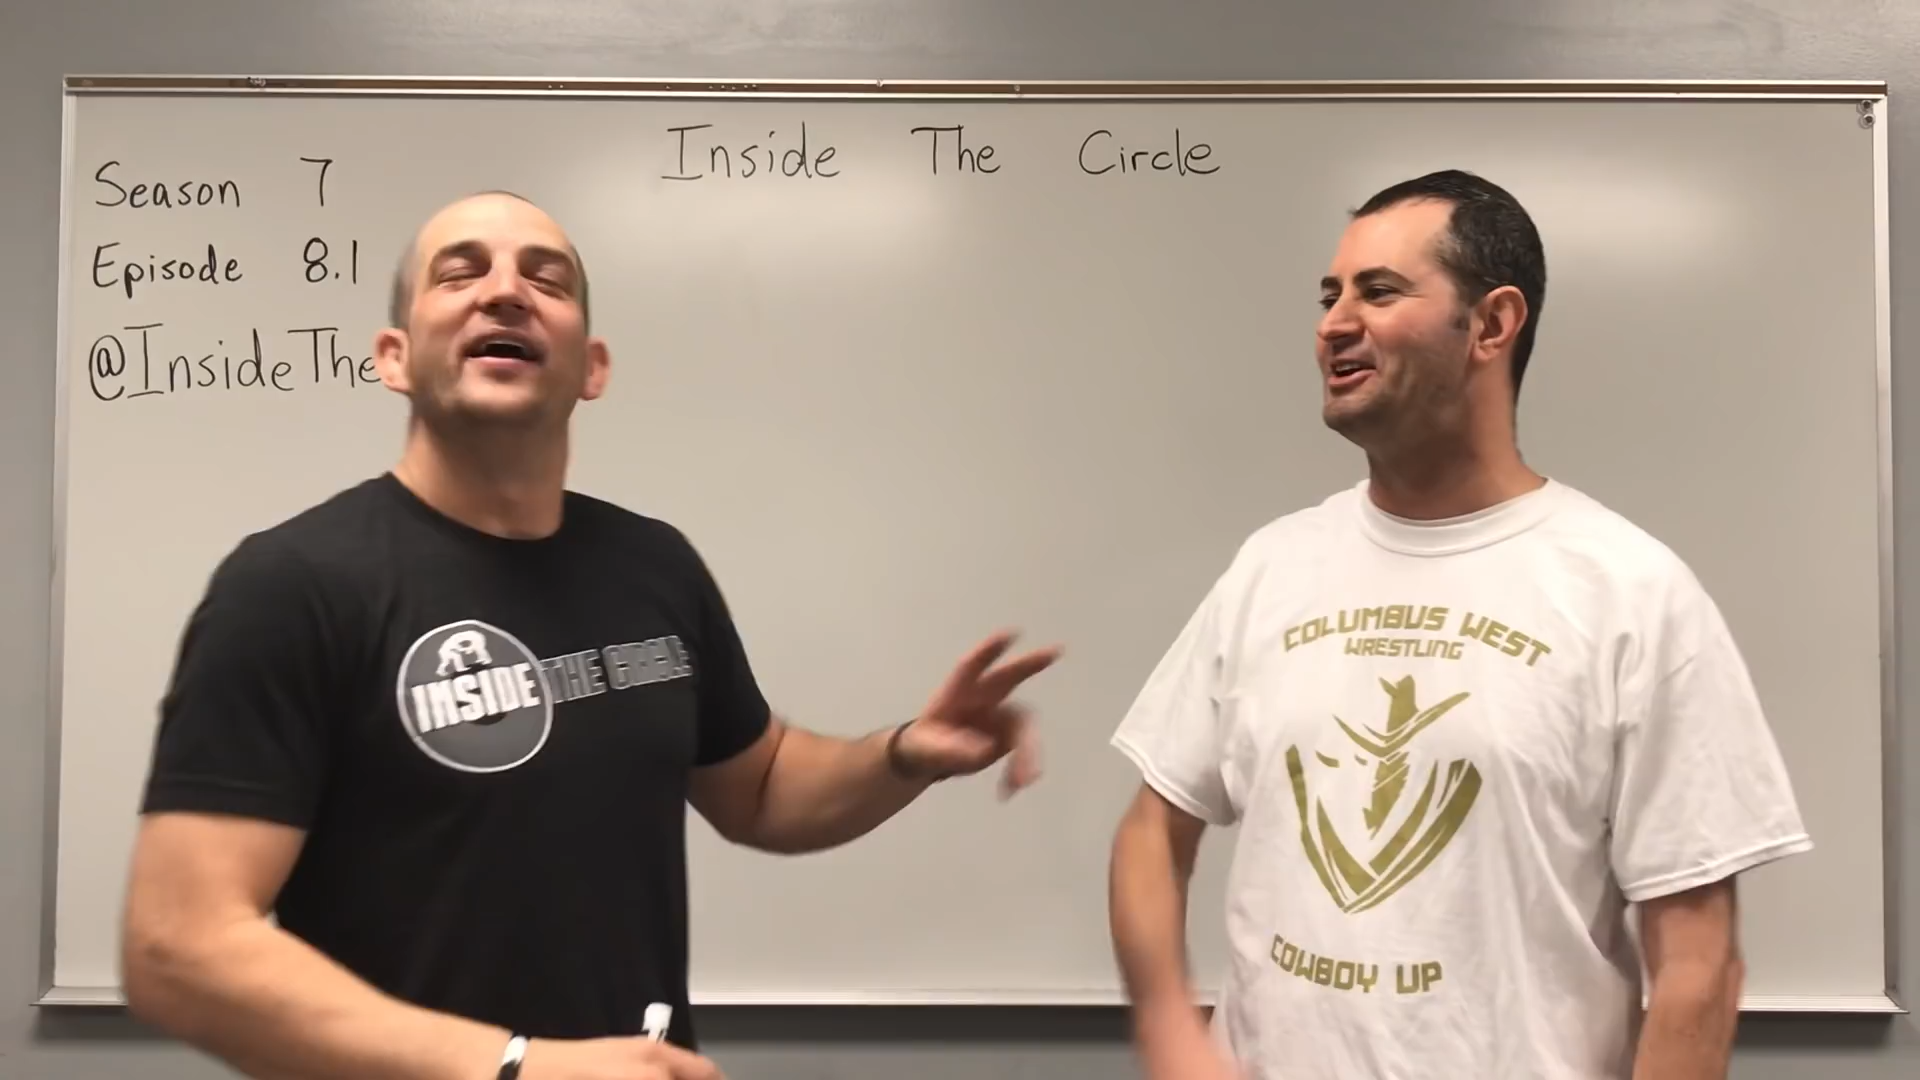 Inside The Circle
Season 7
Episode 8.1
@InsideThe
INSIDE THE CIRCLE
COLUMBUS WEST
WRESTLING
COWBOY UP